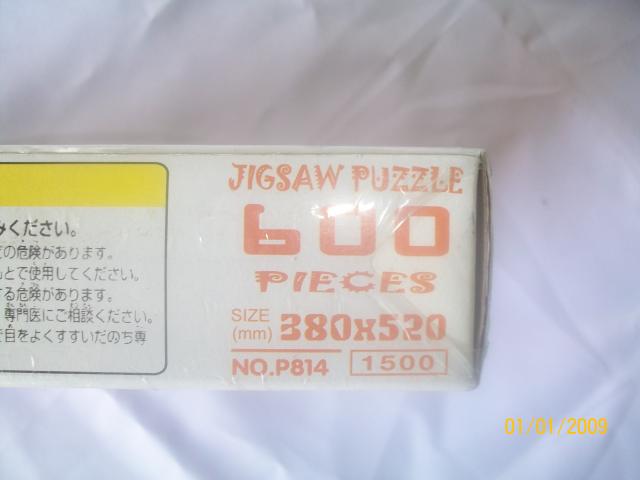 みください。
の危険があります。
とで使用してください。
する危険があります。
専門医にご相談ください。
で目をよくすすいだのち専
JIGSAW PUZZLE
600
PIECES
SIZE
(mm) 380x520
NO.P814 1500
01/01/2009